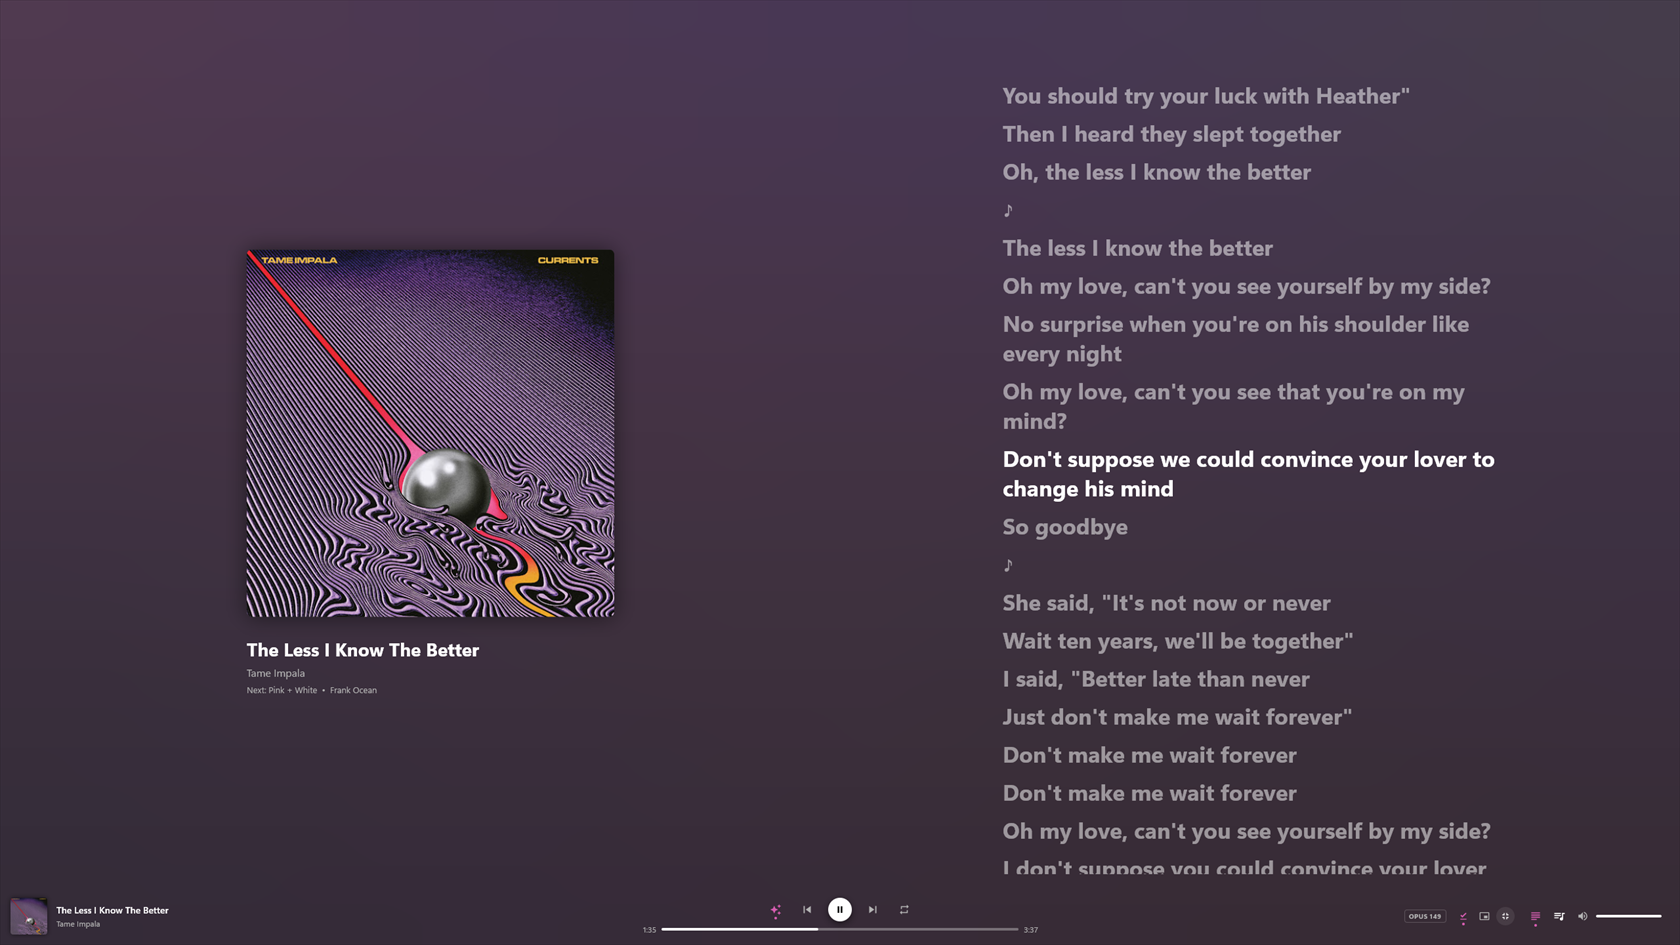 You should try your luck with Heather"
Then I heard they slept together
Oh, the less I know the better
♪
The less I know the better
Oh my love, can't you see yourself by my side?
No surprise when you're on his shoulder like
every night
Oh my love, can't you see that you're on my
mind?
Don't suppose we could convince your lover to
change his mind
So goodbye
♪
She said, "It's not now or never
Wait ten years, we'll be together"
I said, "Better late than never
Just don't make me wait forever"
Don't make me wait forever
Don't make me wait forever
Oh my love, can't you see yourself by my side?
I don't suppose you could convince your lover
TAME IMPALA
CURRENTS
The Less I Know The Better
Tame Impala
Next: Pink + White • Frank Ocean
The Less I Know The Better
Tame Impala
1:35
3:37
OPUS 149